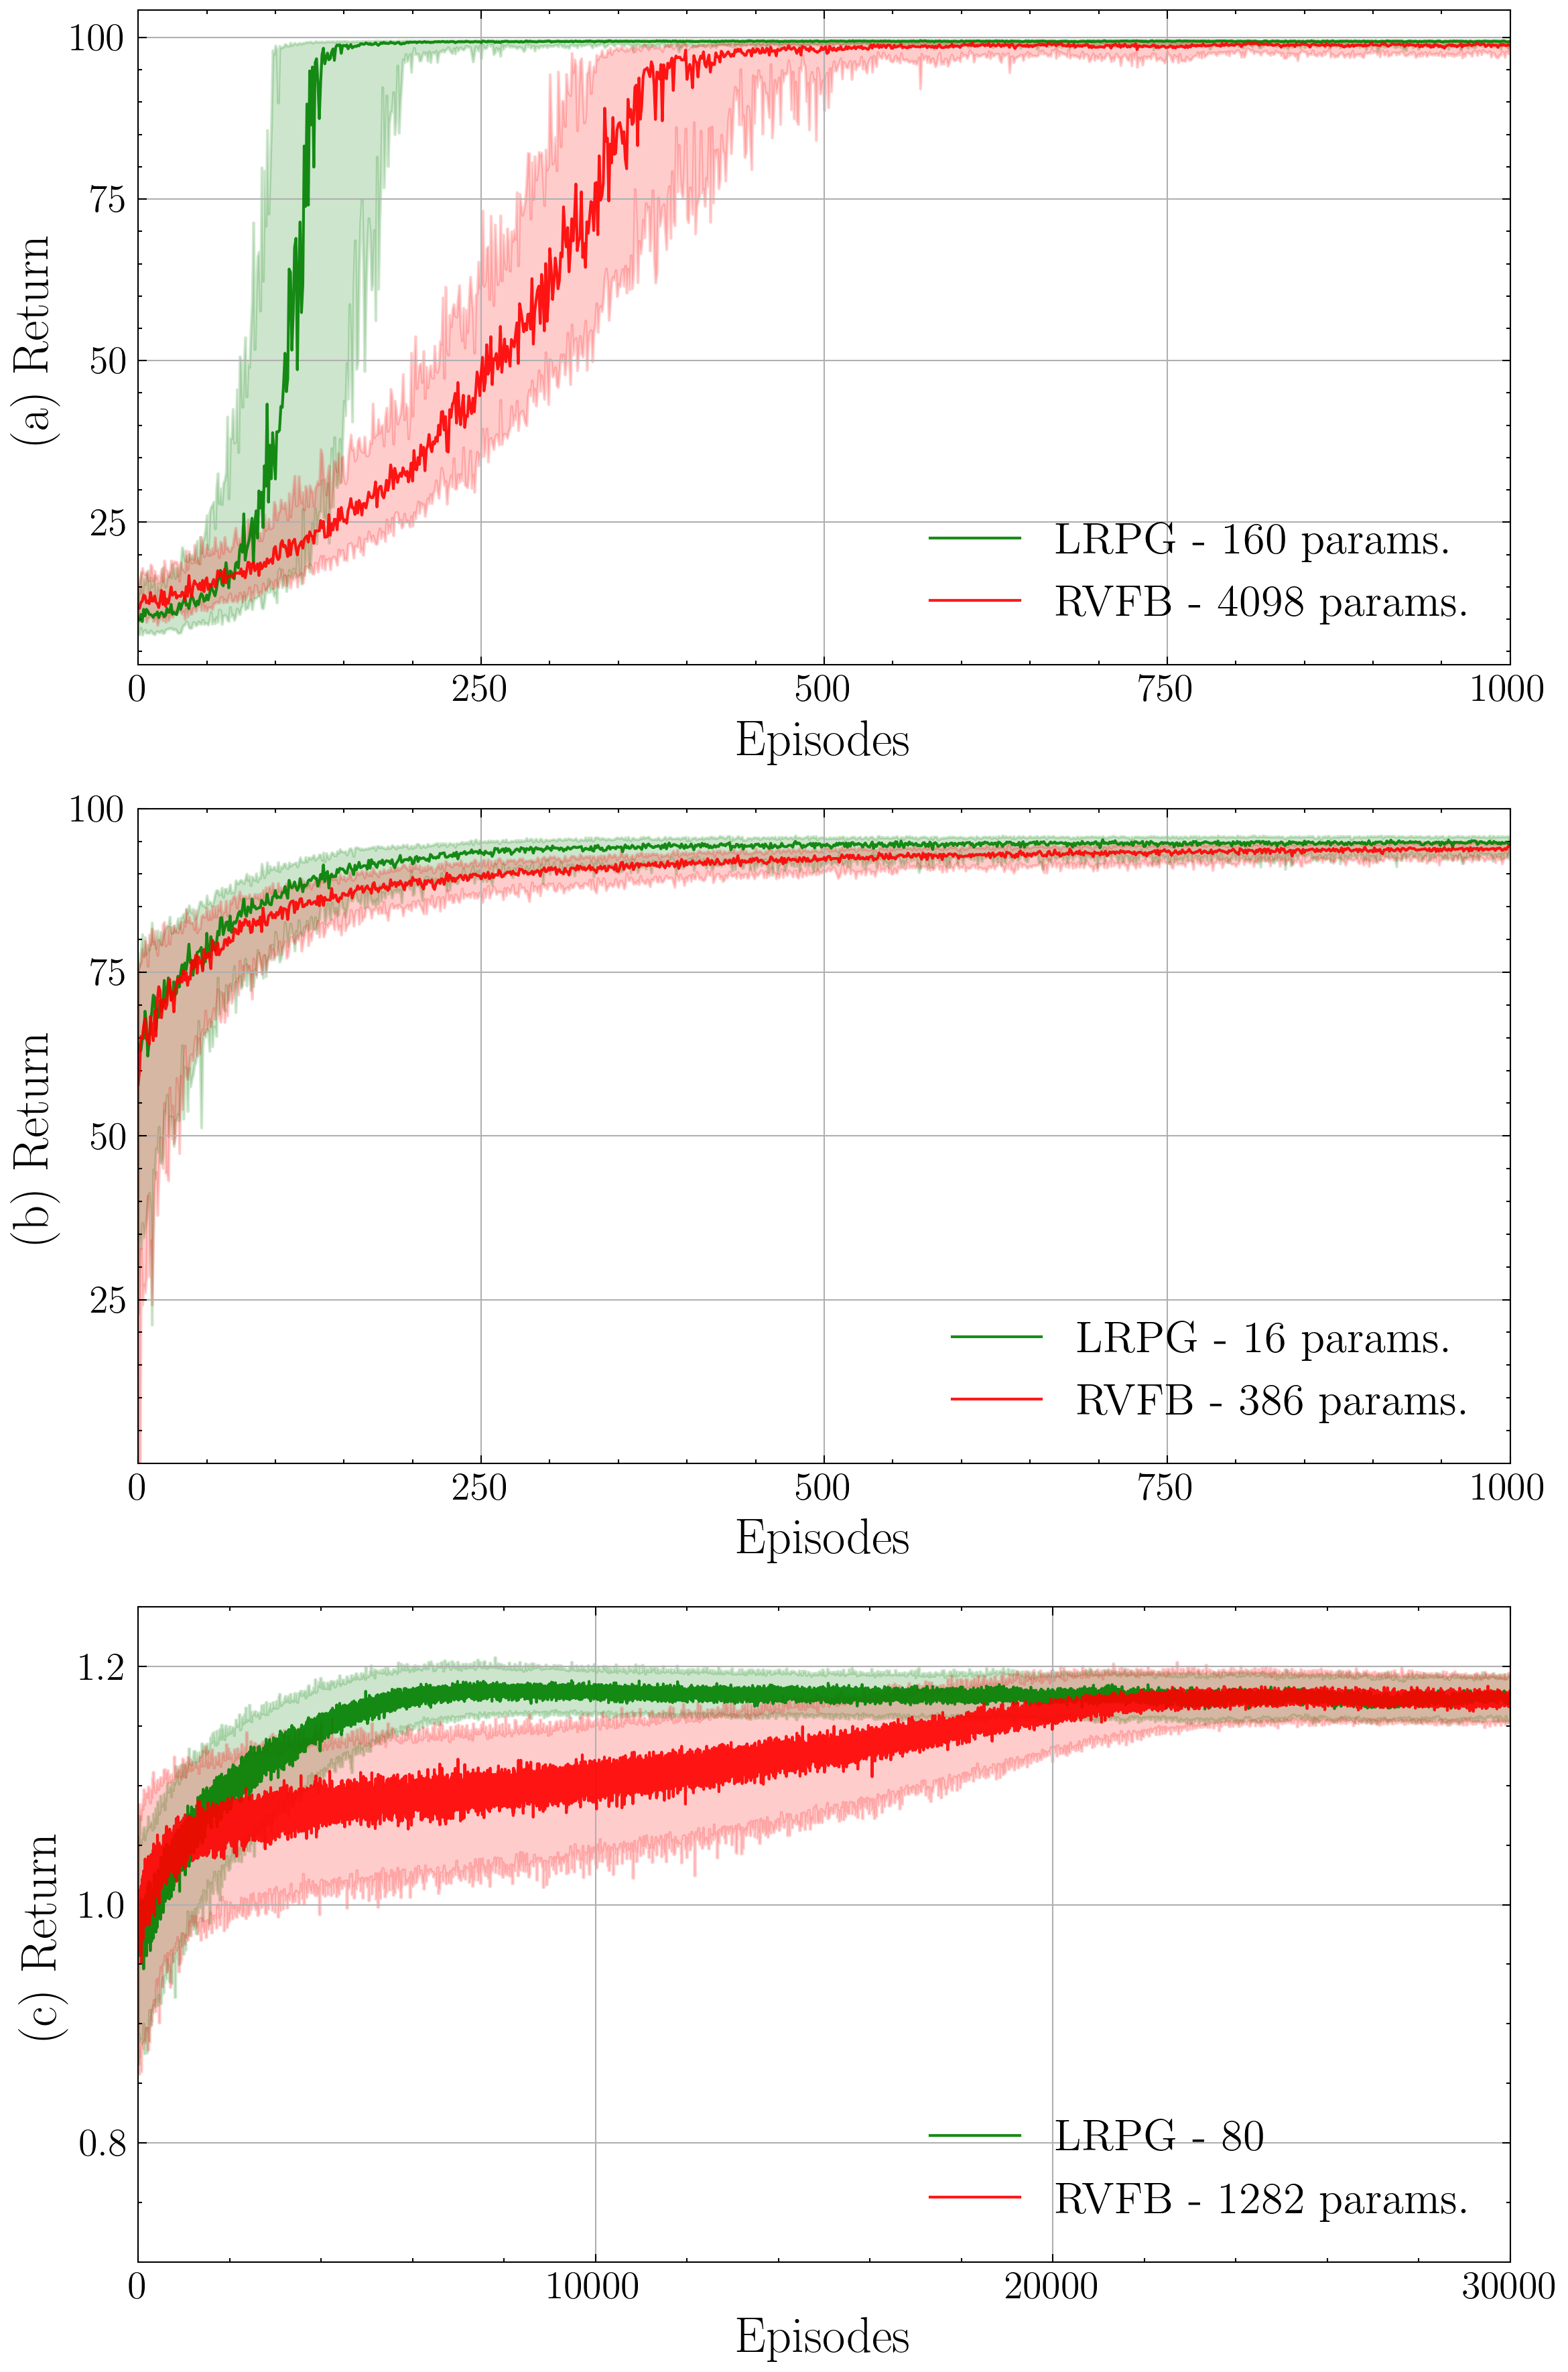 100
75
50
25
(a) Return
LRPG - 160 params.
RVFB - 4098 params.
0 250 500 750 1000
Episodes
100
75
50
25
(b) Return
LRPG - 16 params.
RVFB - 386 params.
0 250 500 750 1000
Episodes
1.2
1.0
0.8
(c) Return
LRPG - 80
RVFB - 1282 params.
0 10000 20000 30000
Episodes